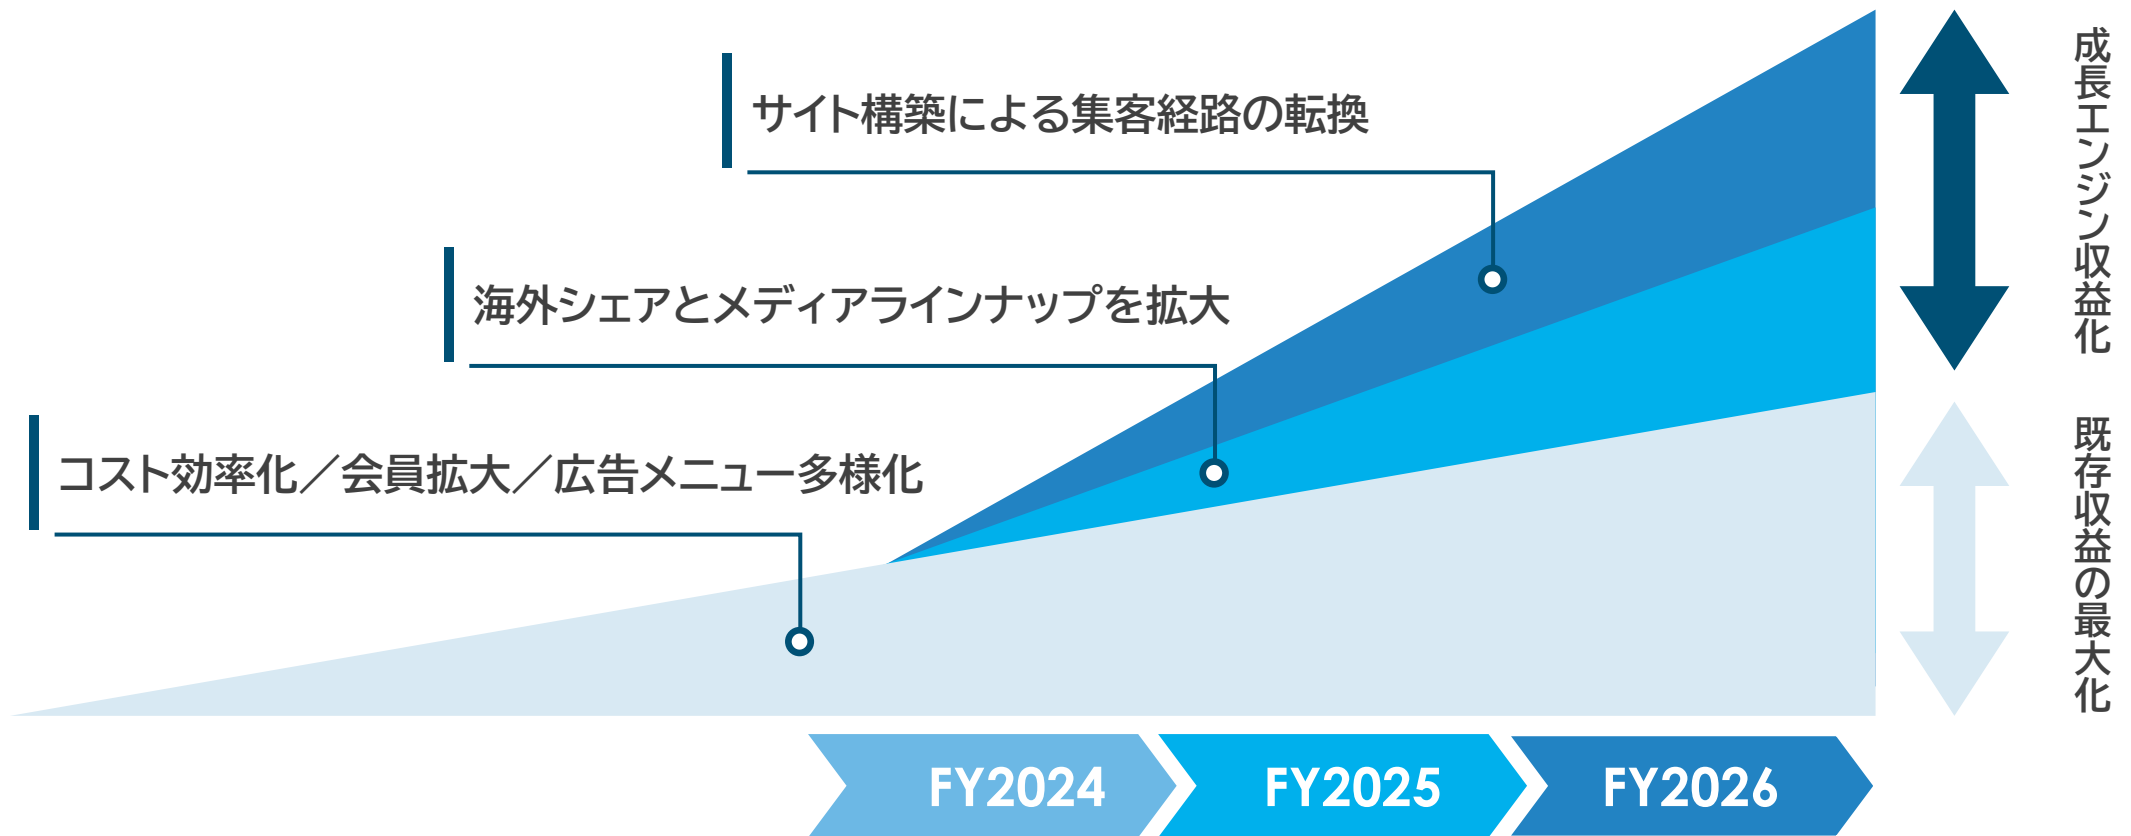 サイト構築による集客経路の転換
海外シェアとメディアラインナップを拡大
コスト効率化／会員拡大／広告メニュー多様化
成長エンジン収益化
既存収益の最大化
FY2024
FY2025
FY2026